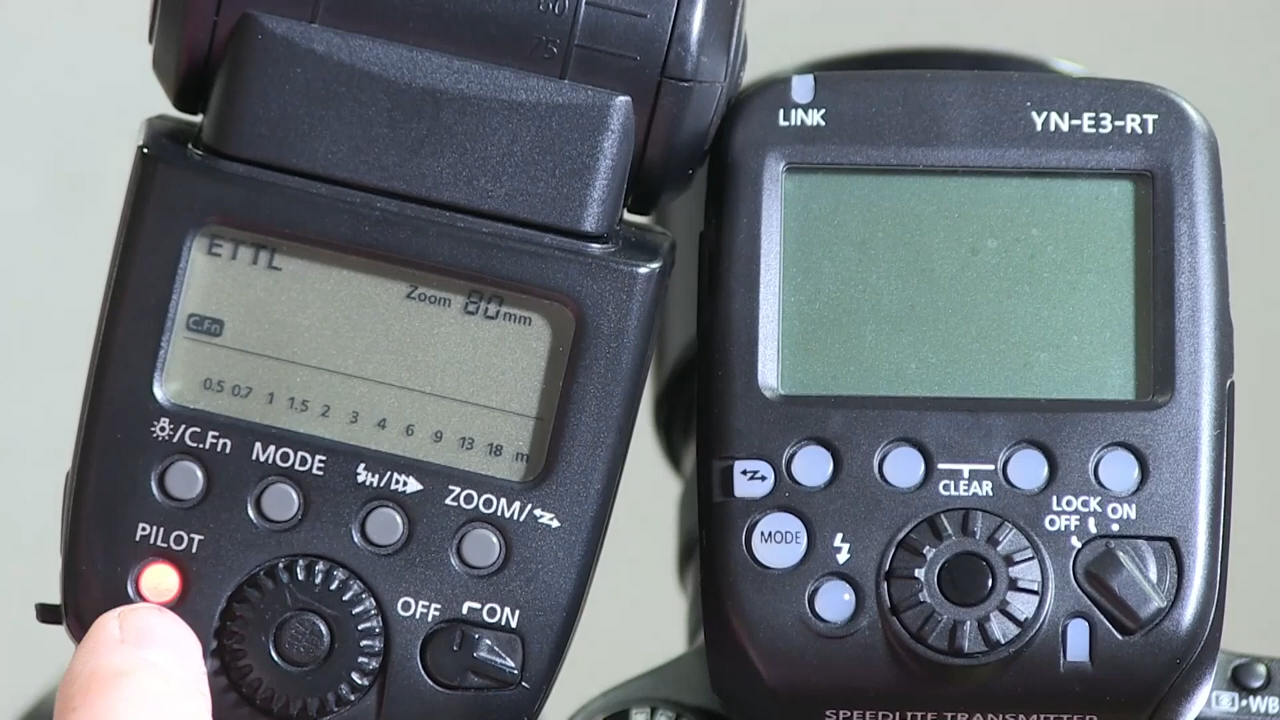 60
75
ETTL
Zoom 80mm
C.Fn
0.5 0.7 1 1.5 2 3 4 6 9 13 18 m
/C.Fn
MODE
H/
ZOOM/
PILOT
OFF
ON
LINK
YN-E3-RT
CLEAR
LOCK
OFF
ON
MODE
SPEEDLITE TRANSMITTER
WB